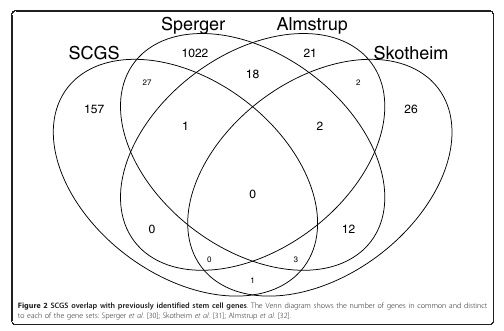 Sperger Almstrup
SCGS Skotheim
1022 21
27 18 2
157 26
1 2
0
0 12
0 3
1
Figure 2 SCGS overlap with previously identified stem cell genes. The Venn diagram shows the number of genes in common and distinct
to each of the gene sets: Sperger et al. [30]; Skotheim et al. [31]; Almstrup et al. [32].